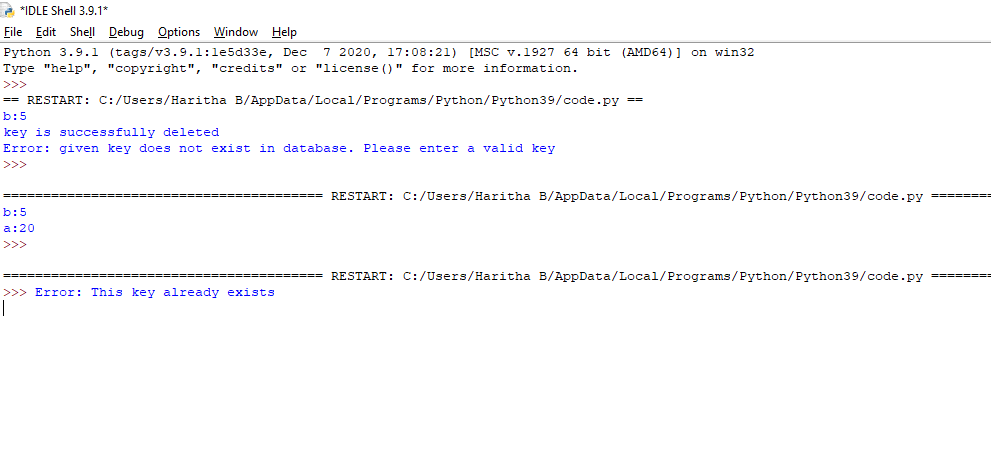 *IDLE Shell 3.9.1*
File Edit Shell Debug Options Window Help
Python 3.9.1 (tags/v3.9.1:1e5d33e, Dec  7 2020, 17:08:21) [MSC v.1927 64 bit (AMD64)] on win32
Type "help", "copyright", "credits" or "license()" for more information.
>>>
== RESTART: C:/Users/Haritha B/AppData/Local/Programs/Python/Python39/code.py ==
b:5
key is successfully deleted
Error: given key does not exist in database. Please enter a valid key
>>>
======================================== RESTART: C:/Users/Haritha B/AppData/Local/Programs/Python/Python39/code.py ========
b:5
a:20
>>>
======================================== RESTART: C:/Users/Haritha B/AppData/Local/Programs/Python/Python39/code.py ========
>>> Error: This key already exists